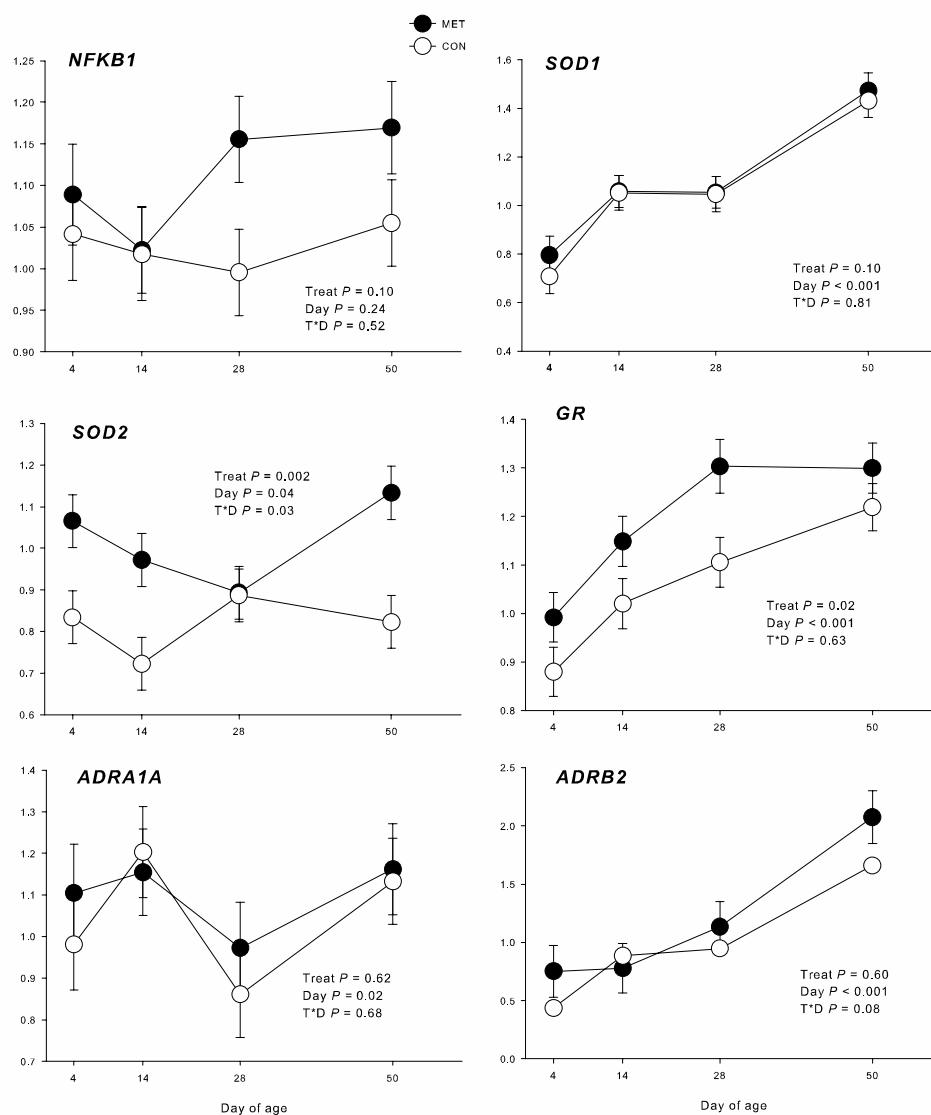 MET
CON
NFKB1
1.25
1.20
1.15
1.10
1.05
1.00
0.95
0.90
Treat P = 0.10
Day P = 0.24
T*D P = 0.52
4 14 28 50
SOD1
1.6
1.4
1.2
1.0
0.8
0.6
0.4
Treat P = 0.10
Day P < 0.001
T*D P = 0.81
4 14 28 50
SOD2
1.3
1.2
1.1
1.0
0.9
0.8
0.7
0.6
Treat P = 0.002
Day P = 0.04
T*D P = 0.03
4 14 28 50
GR
1.4
1.3
1.2
1.1
1.0
0.9
0.8
Treat P = 0.02
Day P < 0.001
T*D P = 0.63
4 14 28 50
ADRA1A
1.4
1.3
1.2
1.1
1.0
0.9
0.8
0.7
Treat P = 0.62
Day P = 0.02
T*D P = 0.68
4 14 28 50
Day of age
ADRB2
2.5
2.0
1.5
1.0
0.5
0.0
Treat P = 0.60
Day P < 0.001
T*D P = 0.08
4 14 28 50
Day of age